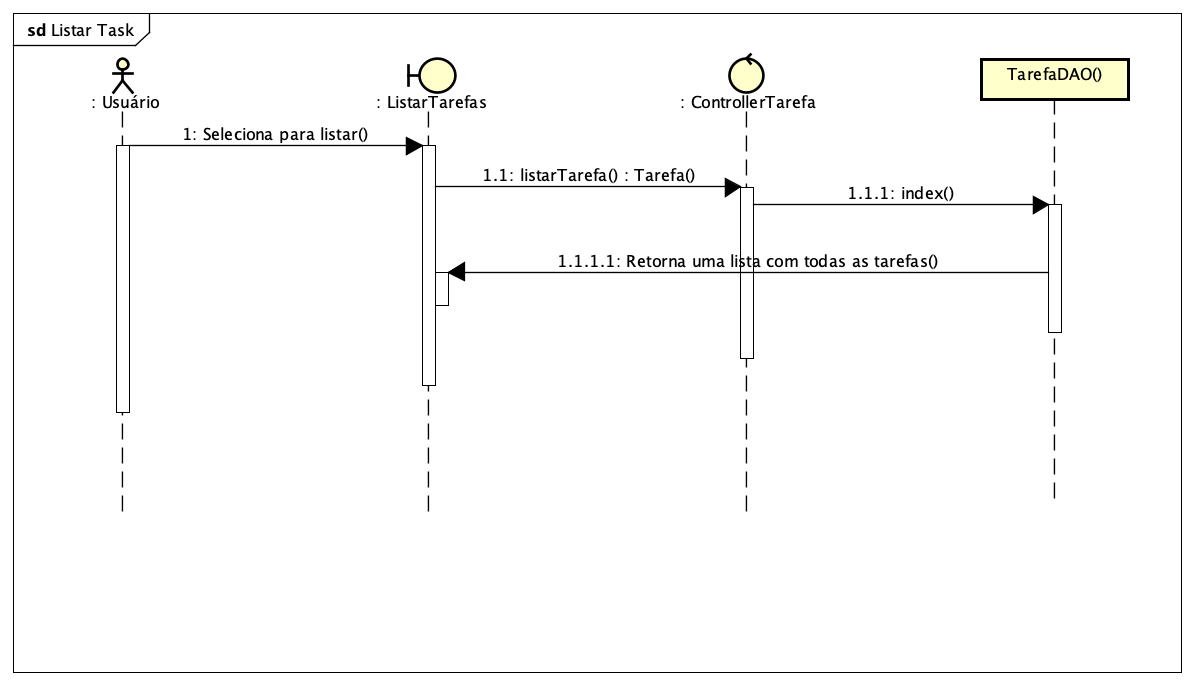 sd Listar Task
: Usuário
: ListarTarefas
: ControllerTarefa
TarefaDAO()
1: Seleciona para listar()
1.1: listarTarefa() : Tarefa()
1.1.1: index()
1.1.1.1: Retorna uma lista com todas as tarefas()